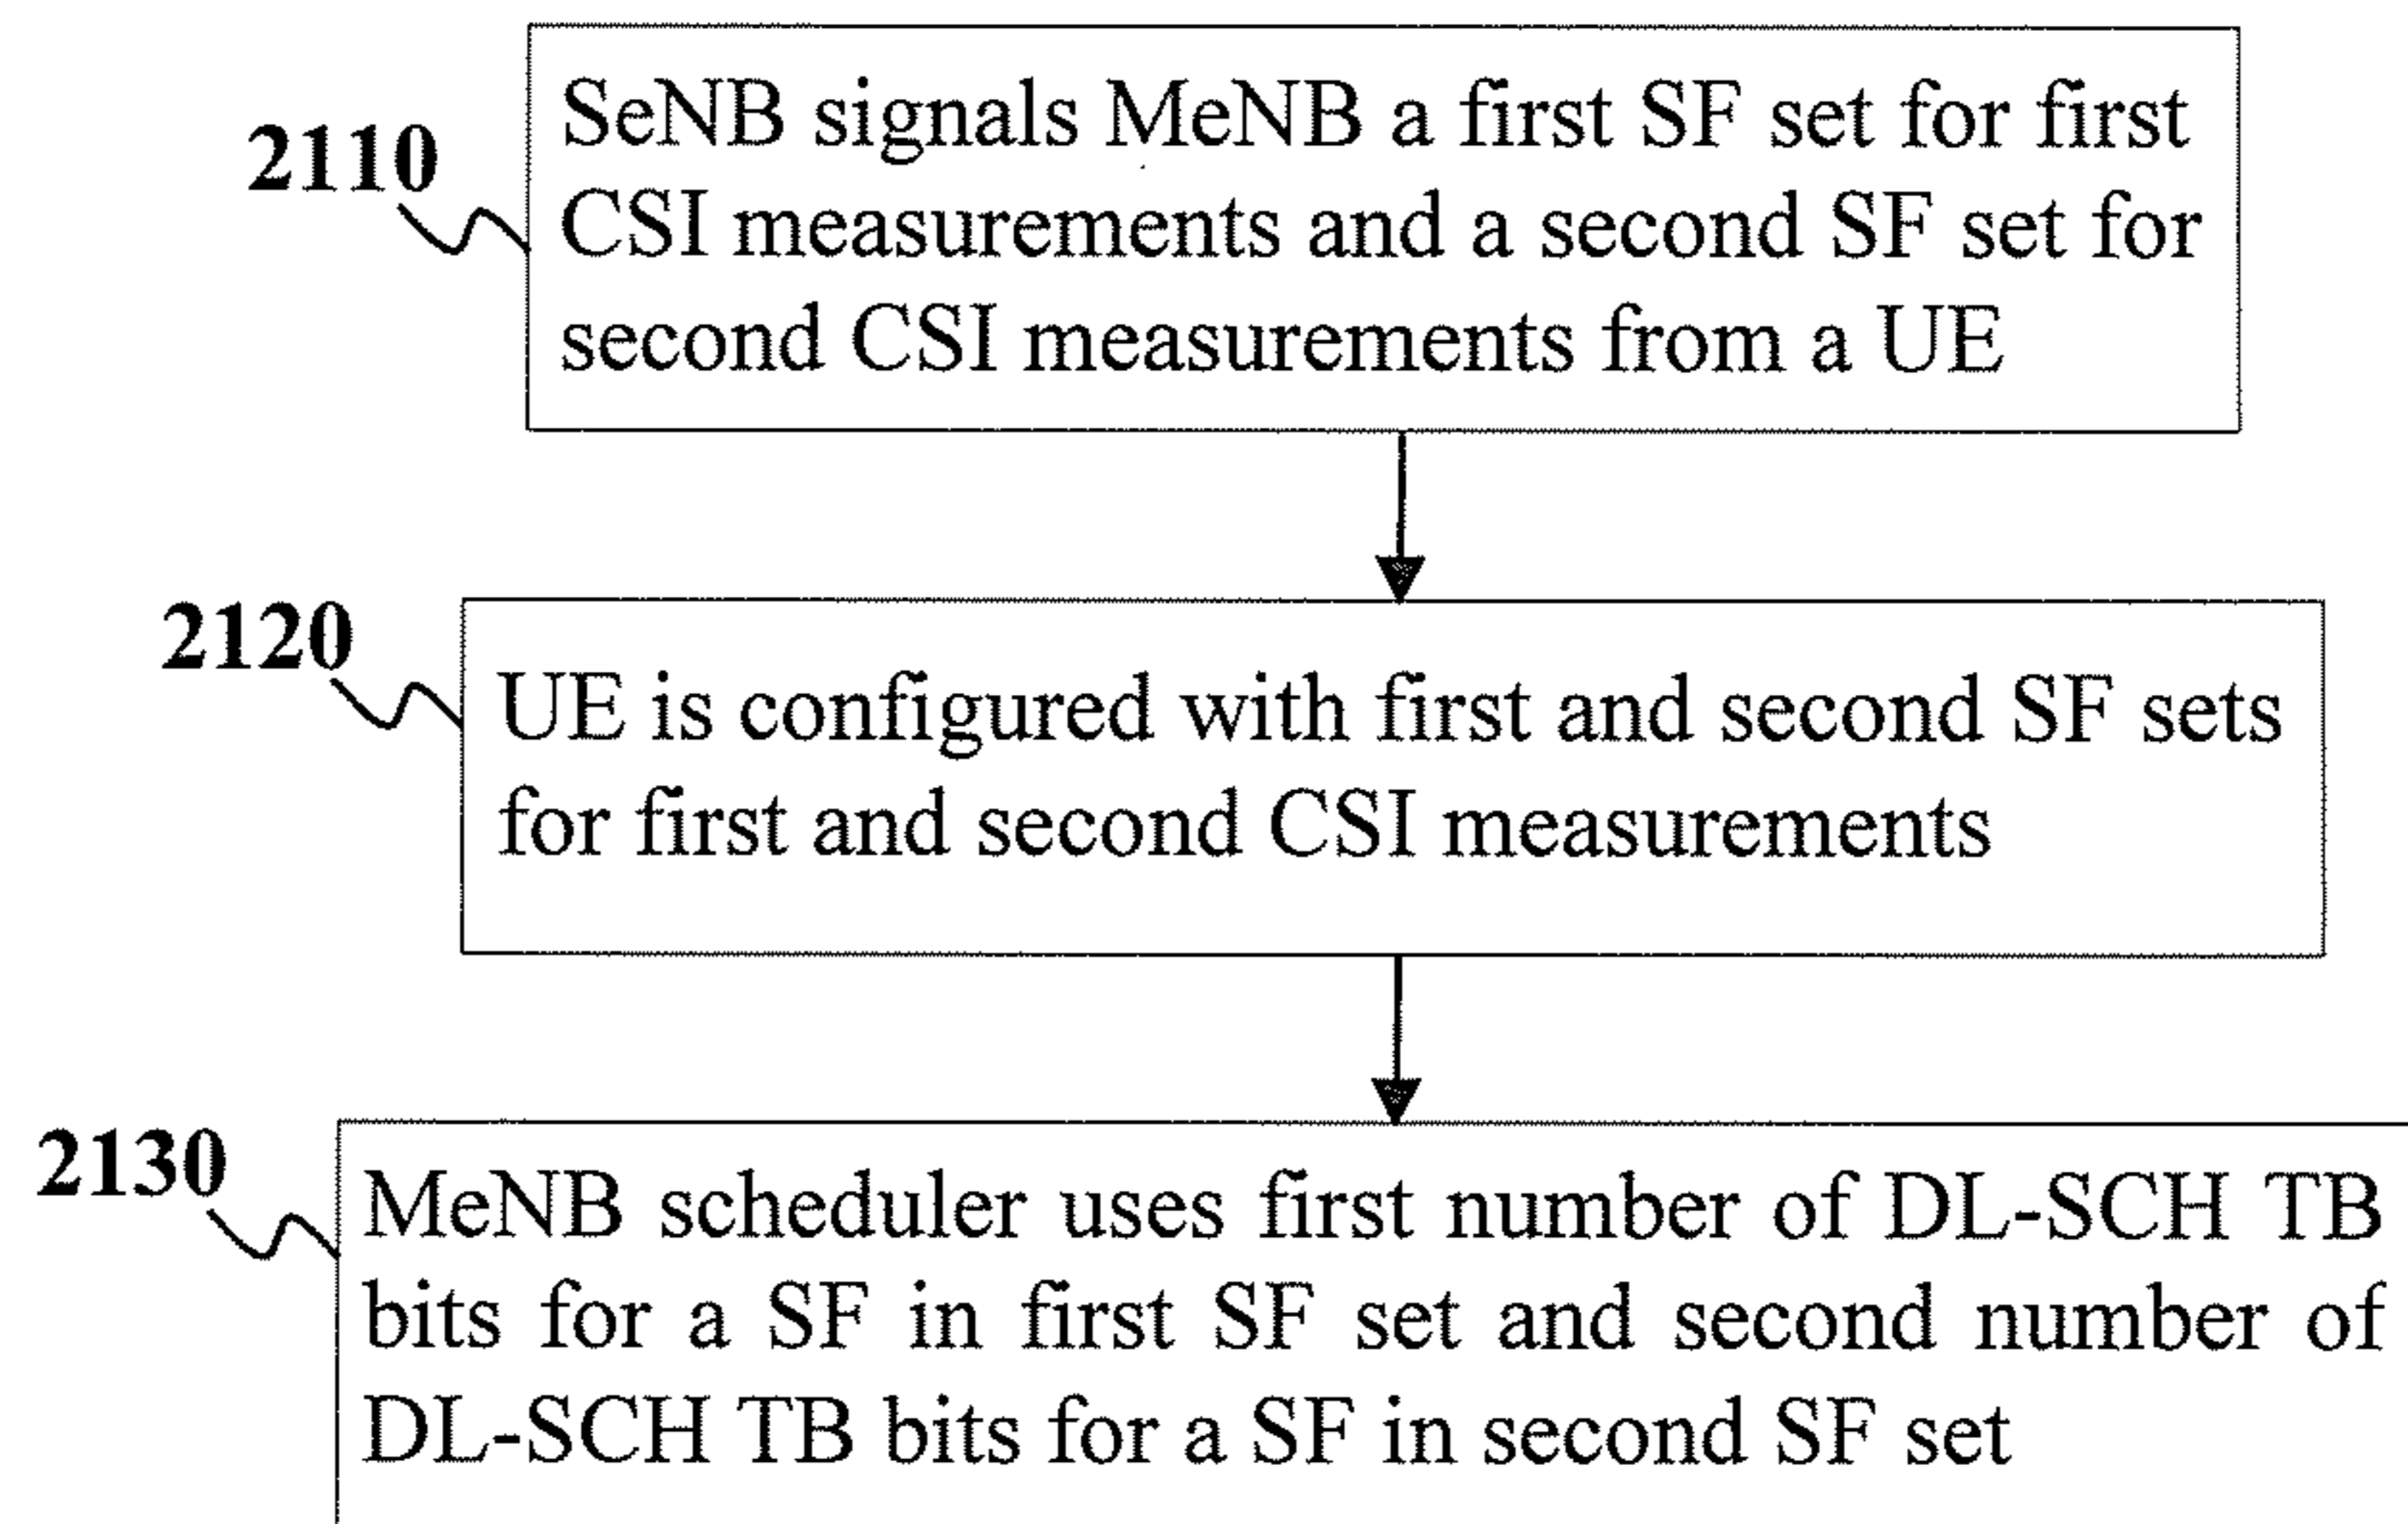 2110
SeNB signals MeNB a first SF set for first
CSI measurements and a second SF set for
second CSI measurements from a UE
2120
UE is configured with first and second SF sets
for first and second CSI measurements
2130
MeNB scheduler uses first number of DL-SCH TB
bits for a SF in first SF set and second number of
DL-SCH TB bits for a SF in second SF set